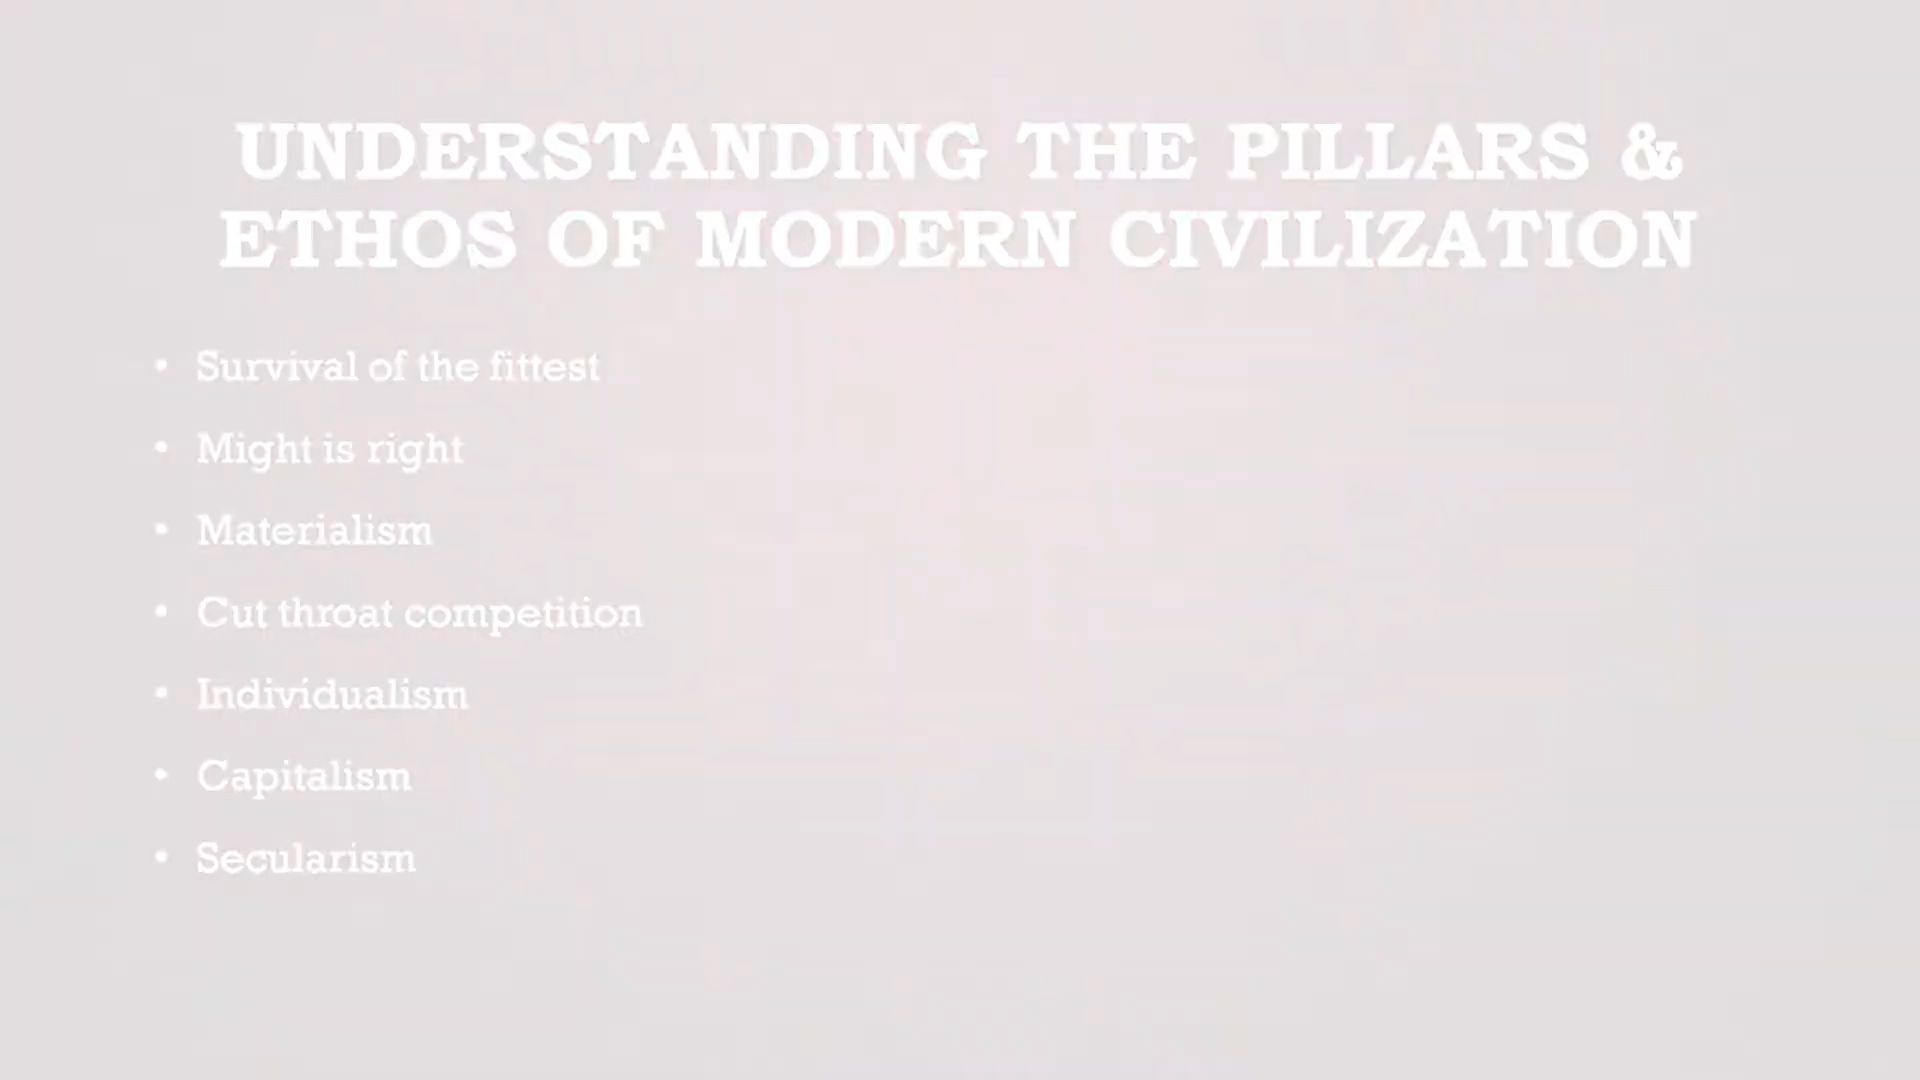 UNDERSTANDING THE PILLARS &
ETHOS OF MODERN CIVILIZATION
• Survival of the fittest
• Might is right
• Materialism
• Cut throat competition
• Individualism
• Capitalism
• Secularism